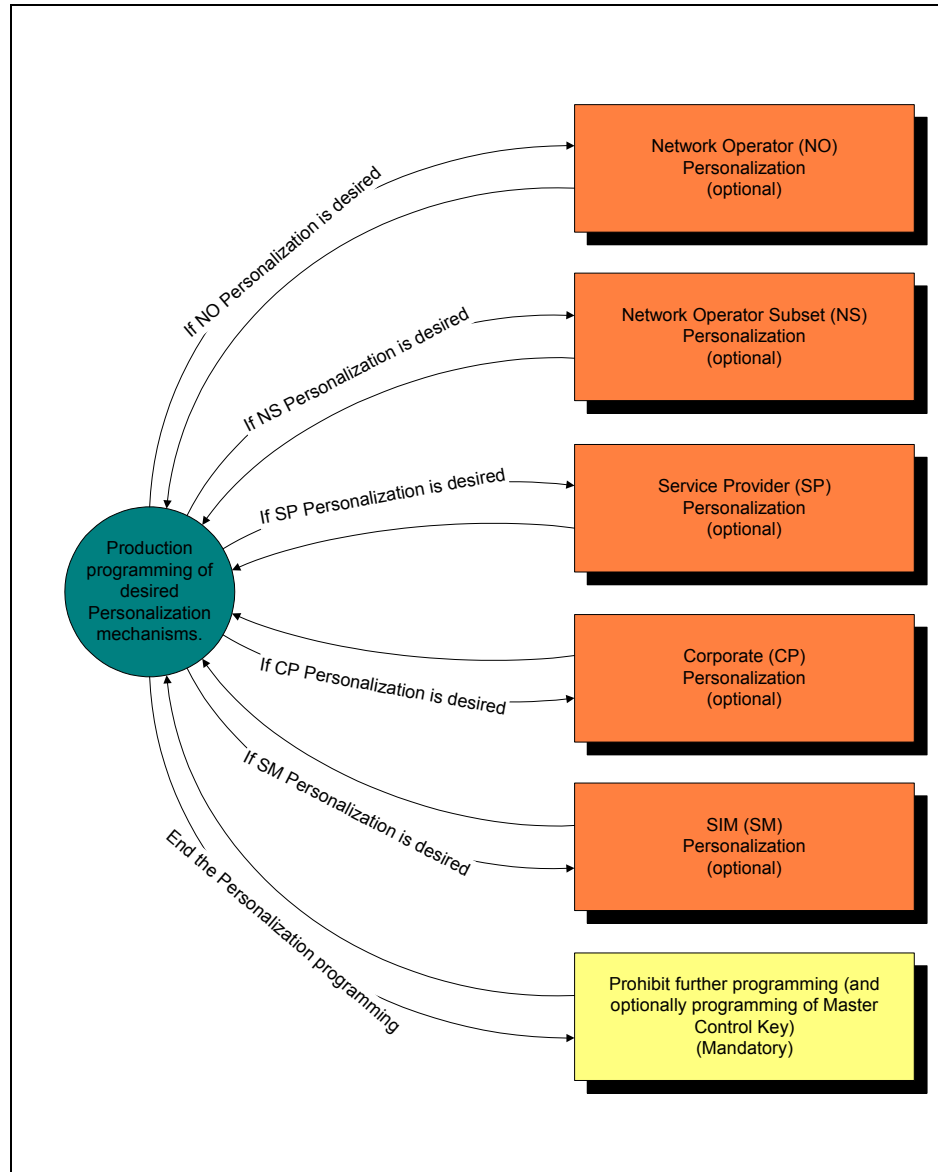 Network Operator (NO)
Personalization
(optional)
If NO Personalization is desired
Network Operator Subset (NS)
Personalization
(optional)
If NS Personalization is desired
Service Provider (SP)
Personalization
(optional)
If SP Personalization is desired
Production
programming of
desired
Personalization
mechanisms.
Corporate (CP)
Personalization
(optional)
If CP Personalization is desired
SIM (SM)
Personalization
(optional)
If SM Personalization is desired
End the Personalization programming
Prohibit further programming (and
optionally programming of Master
Control Key)
(Mandatory)